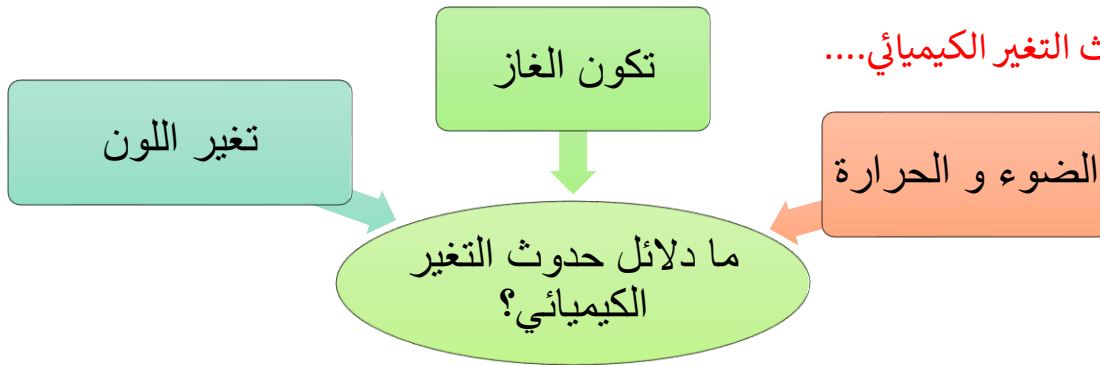 ث التغير الكيميائي....
تكون الغاز
تغير اللون
الضوء و الحرارة
ما دلائل حدوث التغير
الكيميائي؟